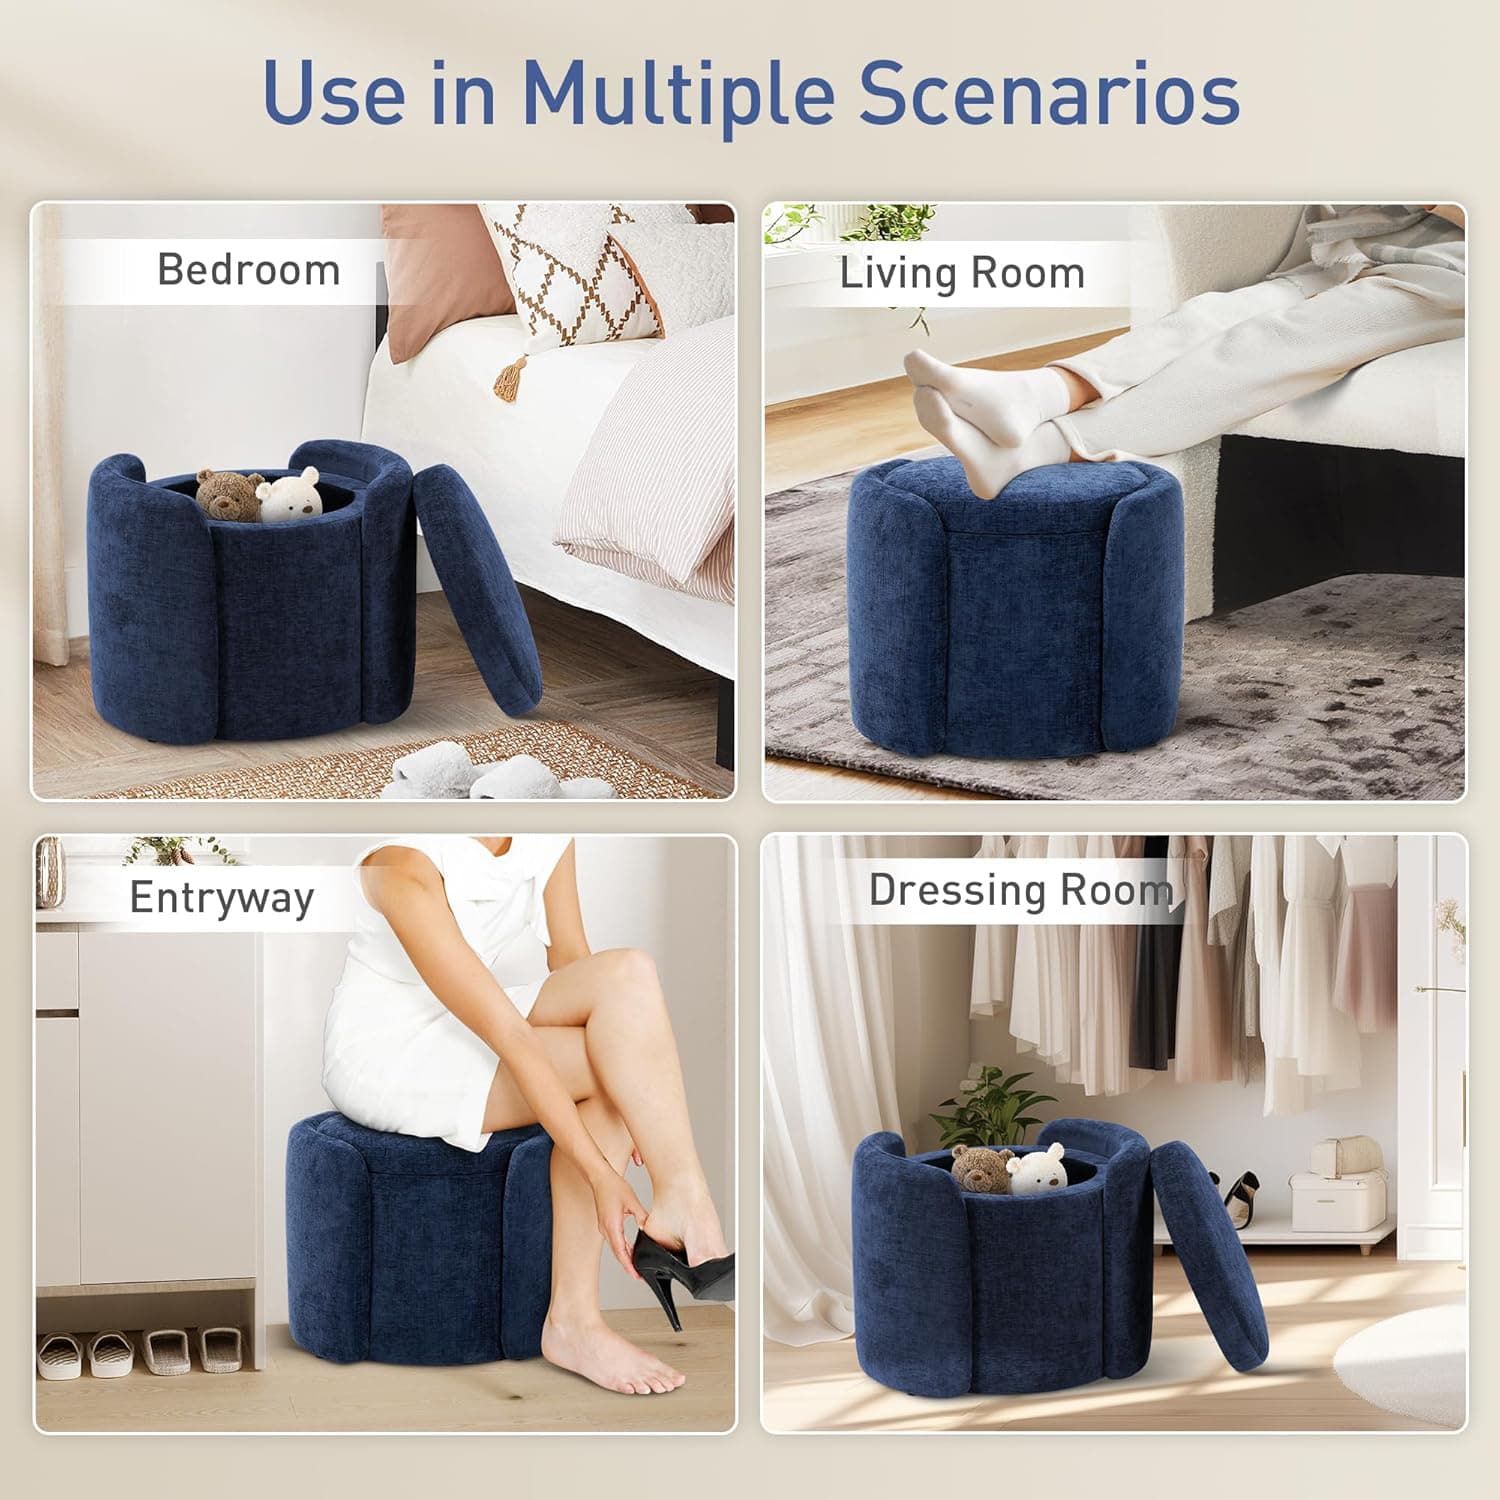 Use in Multiple Scenarios
Bedroom
Living Room
Entryway
Dressing Room